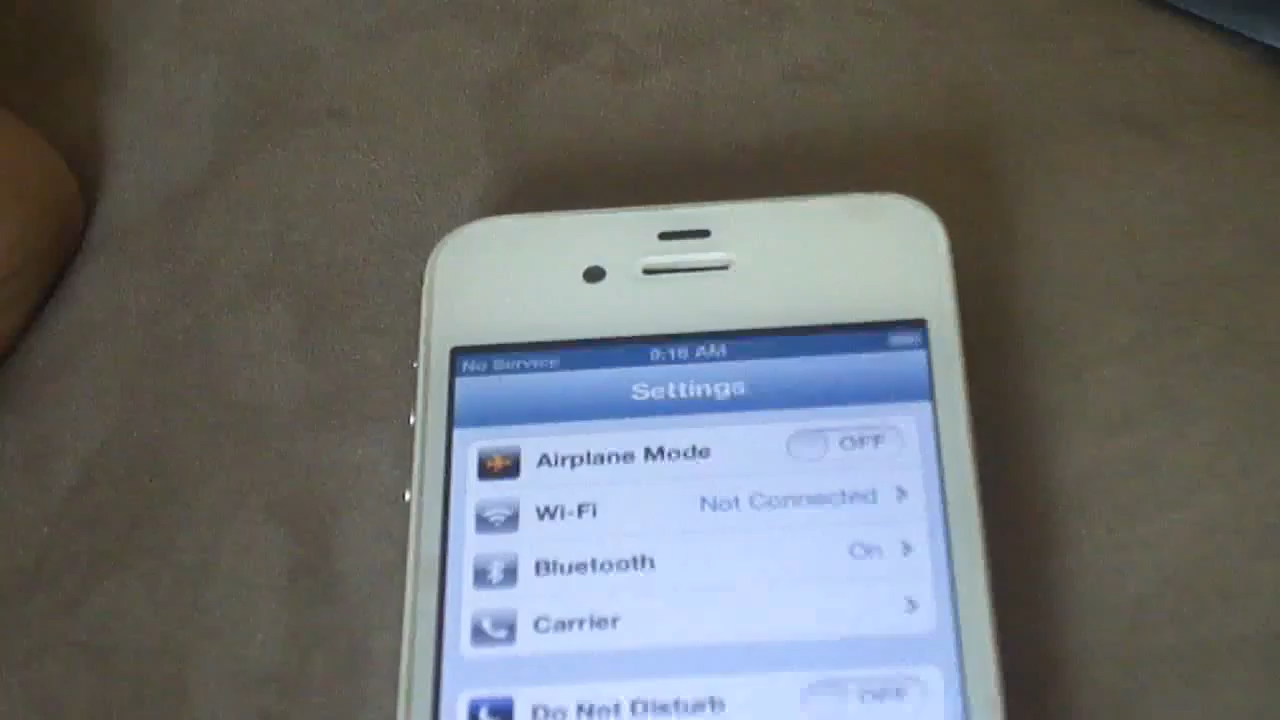 No Service 9:16 AM
Settings
Airplane Mode OFF
Wi-Fi Not Connected
Bluetooth On
Carrier
Do Not Disturb OFF